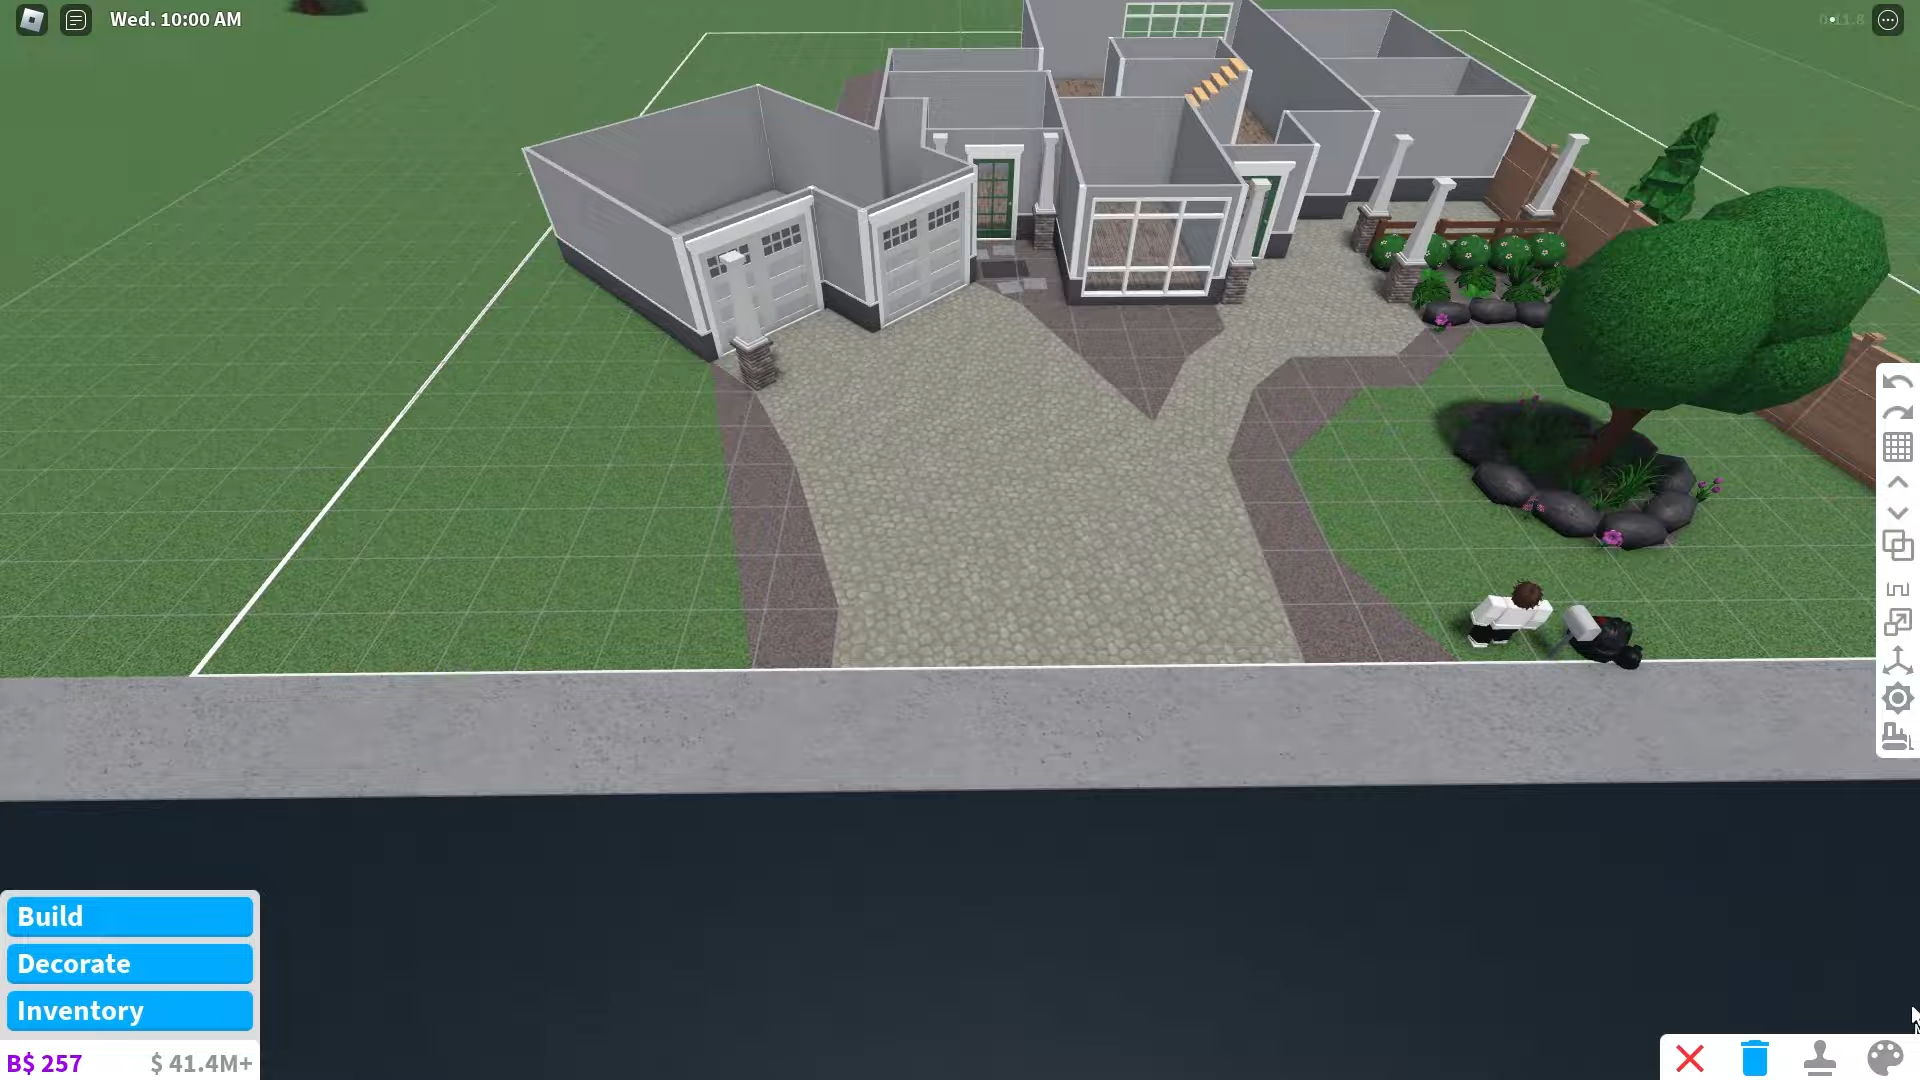 Wed. 10:00 AM
Build
Decorate
Inventory
B$ 257
$ 41.4M+